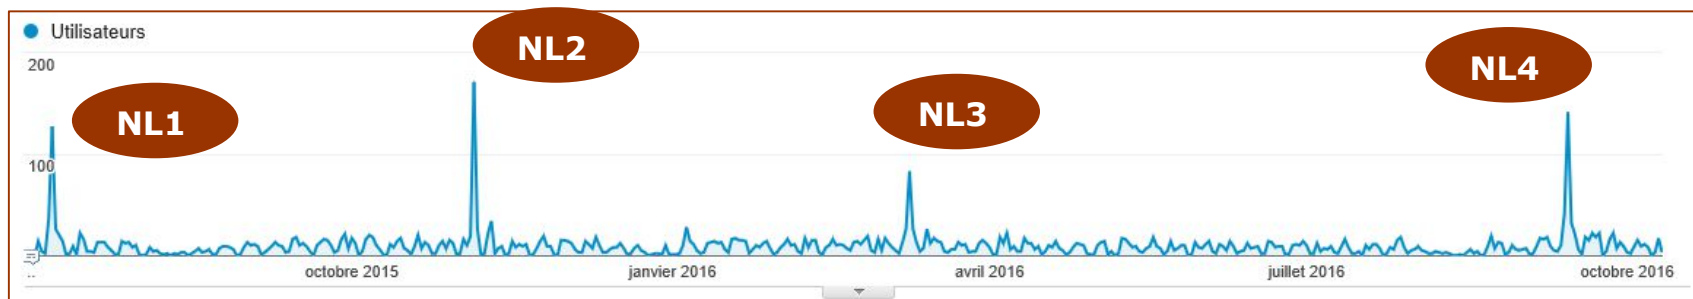 Utilisateurs
200
100
NL1
NL2
NL3
NL4
..
octobre 2015
janvier 2016
avril 2016
juillet 2016
octobre 2016